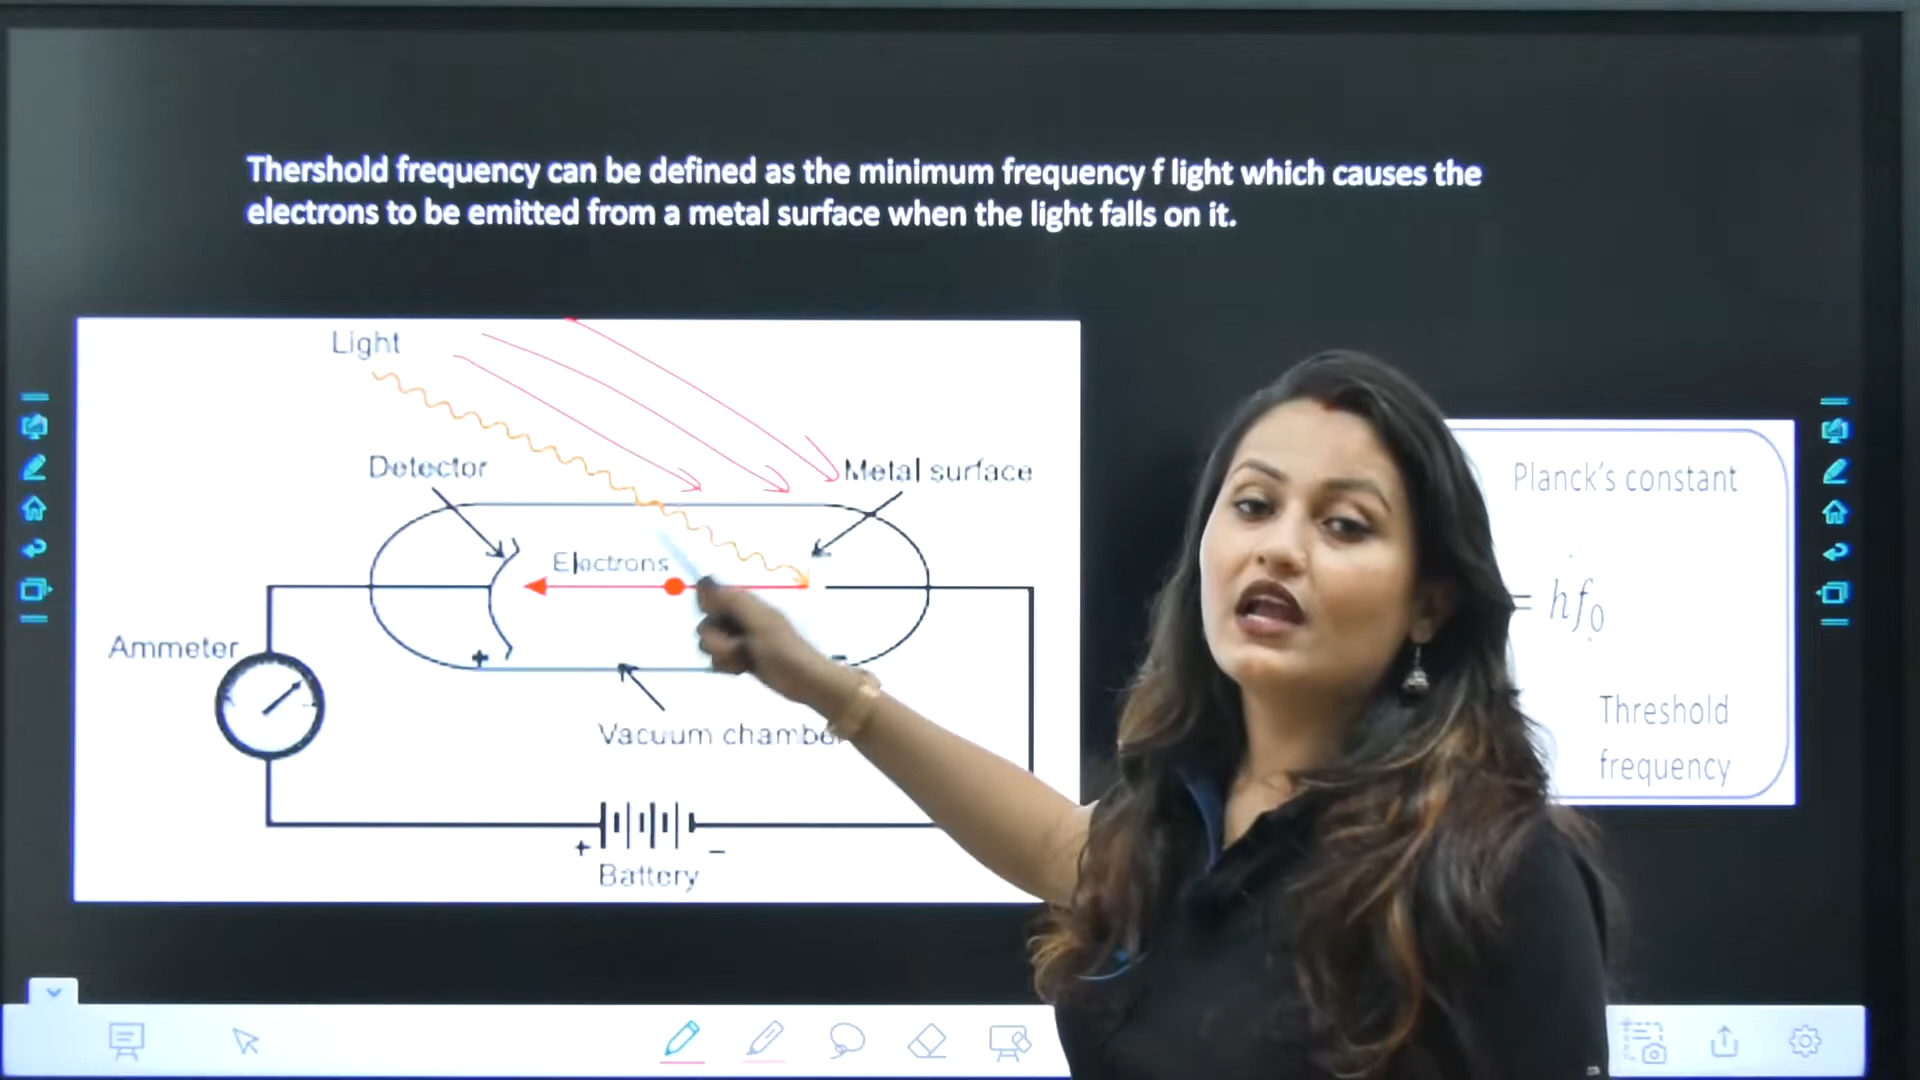 Thershold frequency can be defined as the minimum frequency f light which causes the
electrons to be emitted from a metal surface when the light falls on it.
Light
Detector
Metal surface
Electrons
Ammeter
+
-
Vacuum chamber
+
−
Battery
Planck's constant
= hf₀
Threshold
frequency